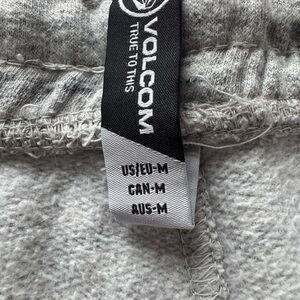 VOLCOM
TRUE TO THIS
US/EU-M
CAN-M
AUS-M